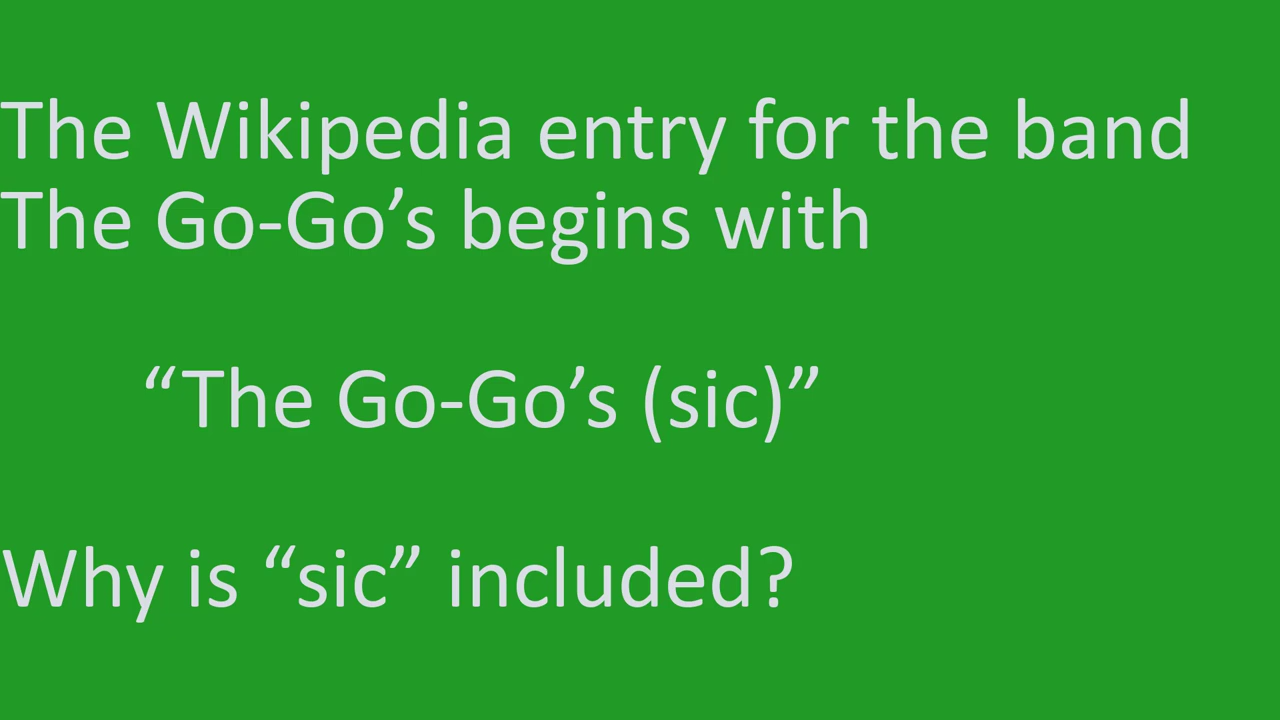 The Wikipedia entry for the band
The Go-Go’s begins with
“The Go-Go’s (sic)”
Why is “sic” included?